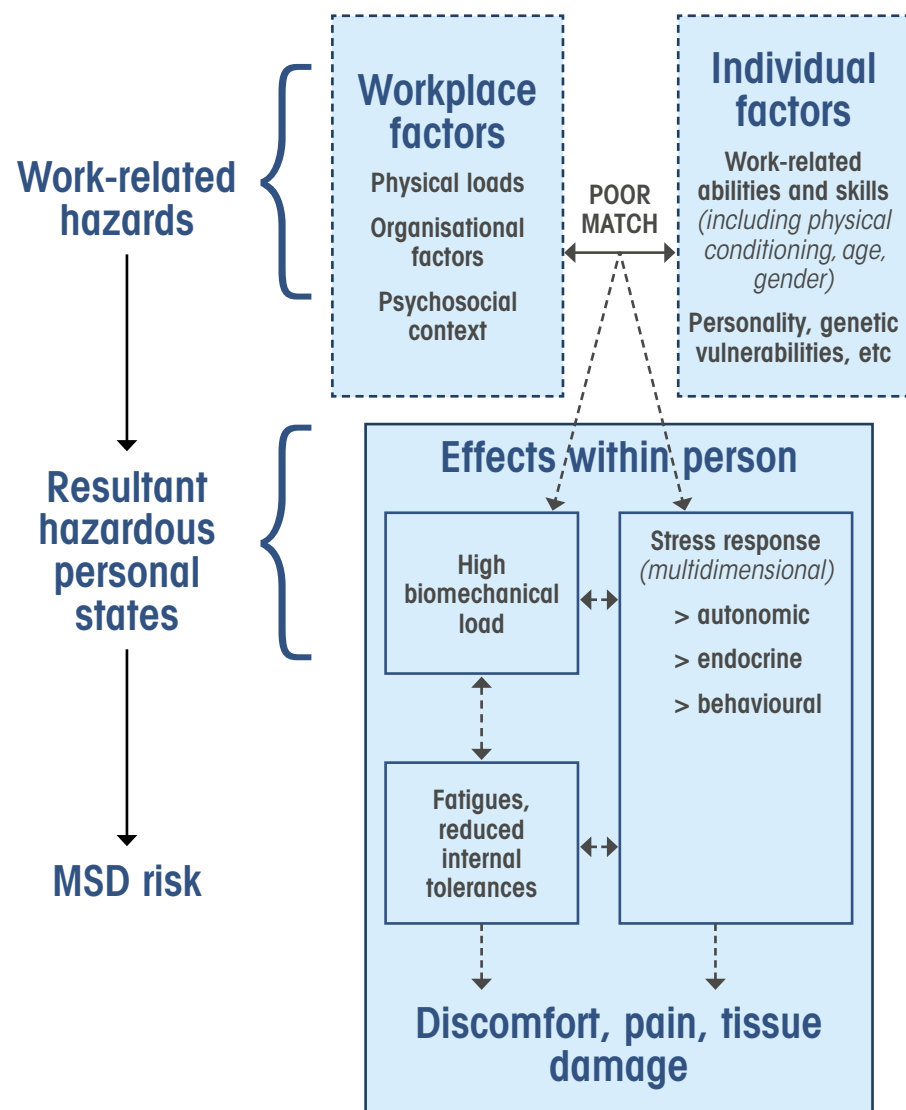 Work-related
hazards
Resultant
hazardous
personal
states
MSD risk
Workplace
factors
Physical loads
Organisational
factors
Psychosocial
context
POOR
MATCH
Individual
factors
Work-related
abilities and skills
(including physical
conditioning, age,
gender)
Personality, genetic
vulnerabilities, etc
Effects within person
High
biomechanical
load
Stress response
(multidimensional)
> autonomic
> endocrine
> behavioural
Fatigues,
reduced
internal
tolerances
Discomfort, pain, tissue
damage